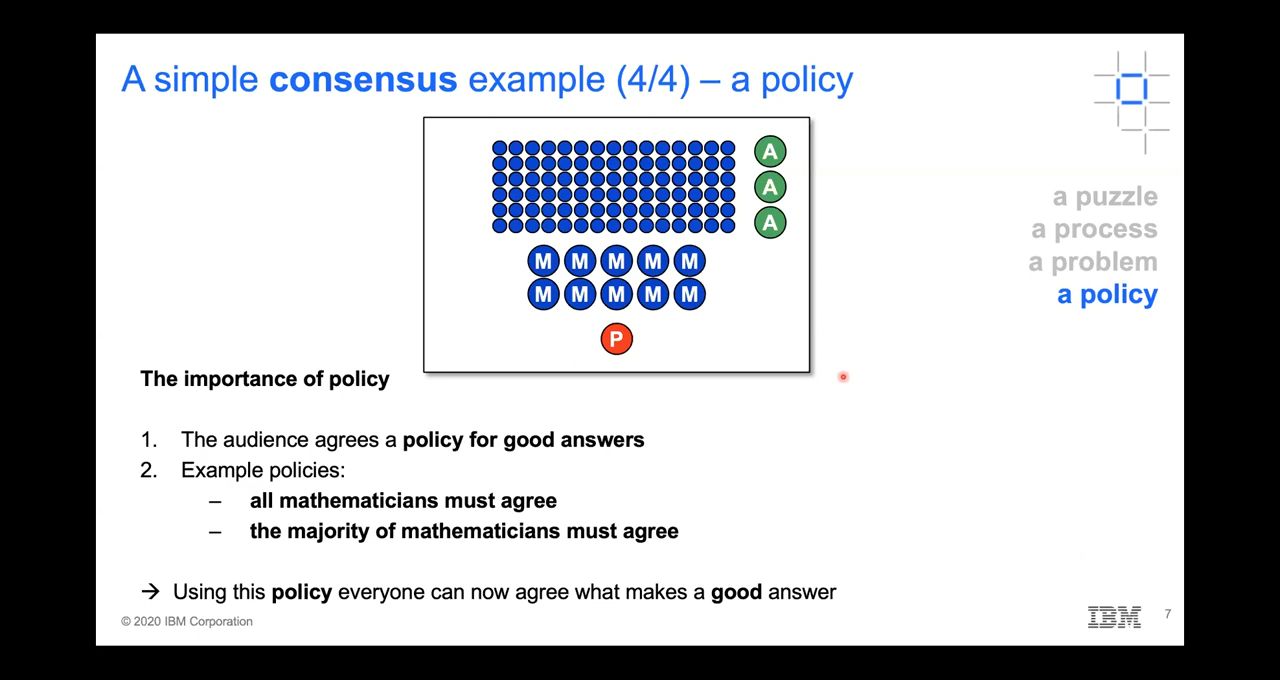 A simple consensus example (4/4) – a policy
A
A
A
M M M M M
M M M M M
P
a puzzle
a process
a problem
a policy
The importance of policy
1. The audience agrees a policy for good answers
2. Example policies:
– all mathematicians must agree
– the majority of mathematicians must agree
→ Using this policy everyone can now agree what makes a good answer
© 2020 IBM Corporation
IBM
7